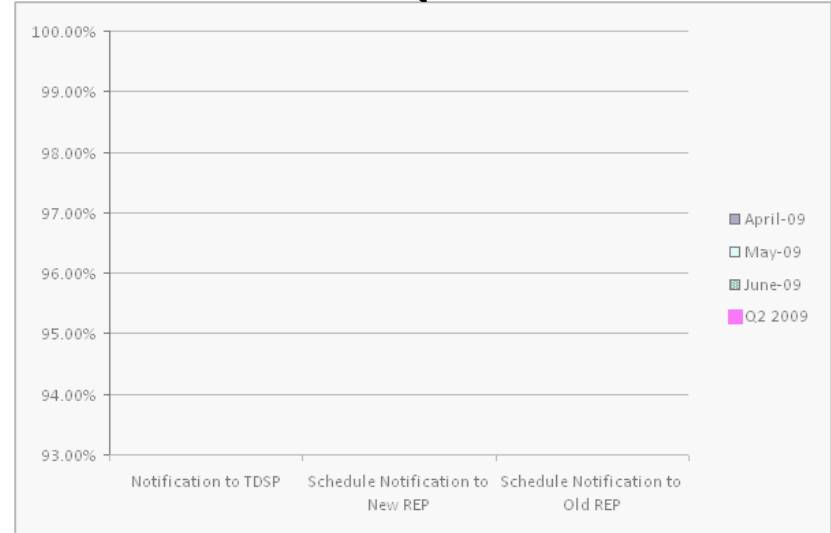 100.00%
99.00%
98.00%
97.00%
96.00%
95.00%
94.00%
93.00%
Notification to TDSP
Schedule Notification to
New REP
Schedule Notification to
Old REP
April-09
May-09
June-09
Q2 2009